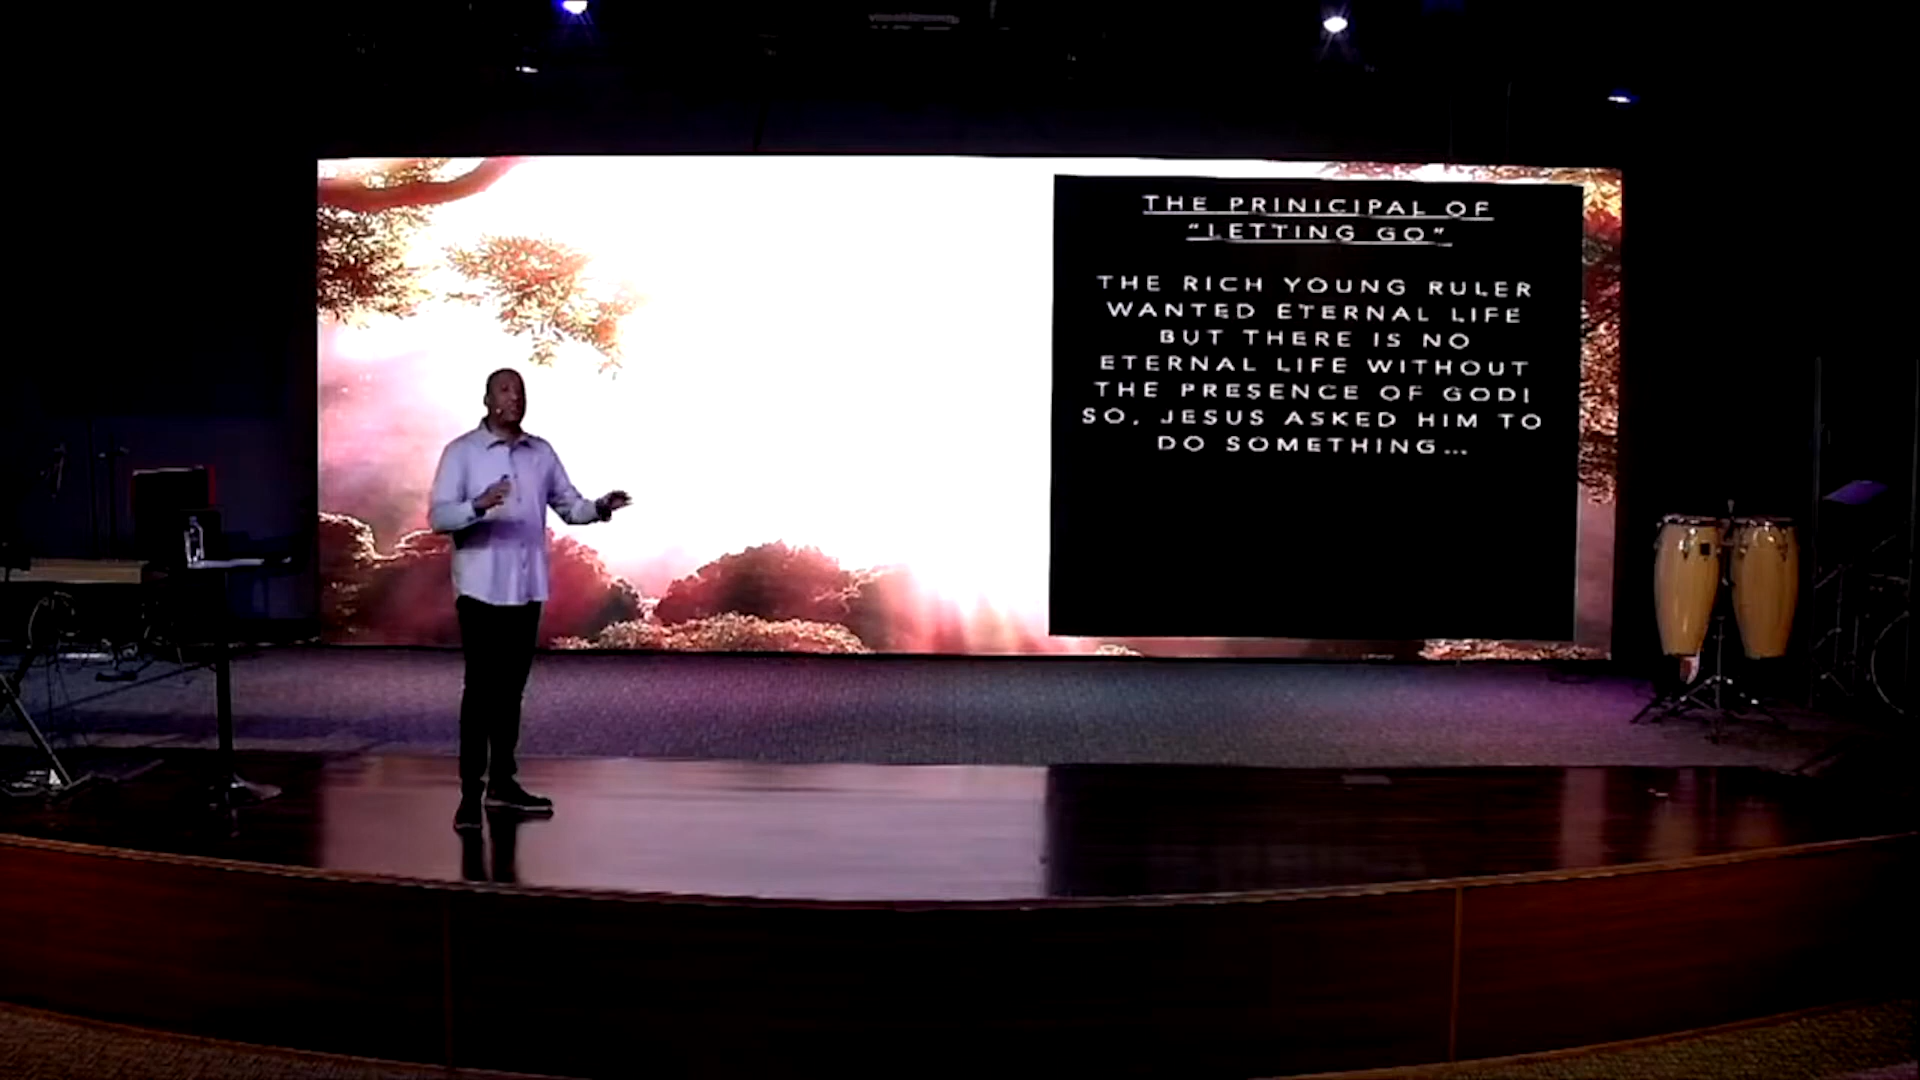 THE PRINICIPAL OF
"LETTING GO"
THE RICH YOUNG RULER
WANTED ETERNAL LIFE
BUT THERE IS NO
ETERNAL LIFE WITHOUT
THE PRESENCE OF GOD!
SO, JESUS ASKED HIM TO
DO SOMETHING...